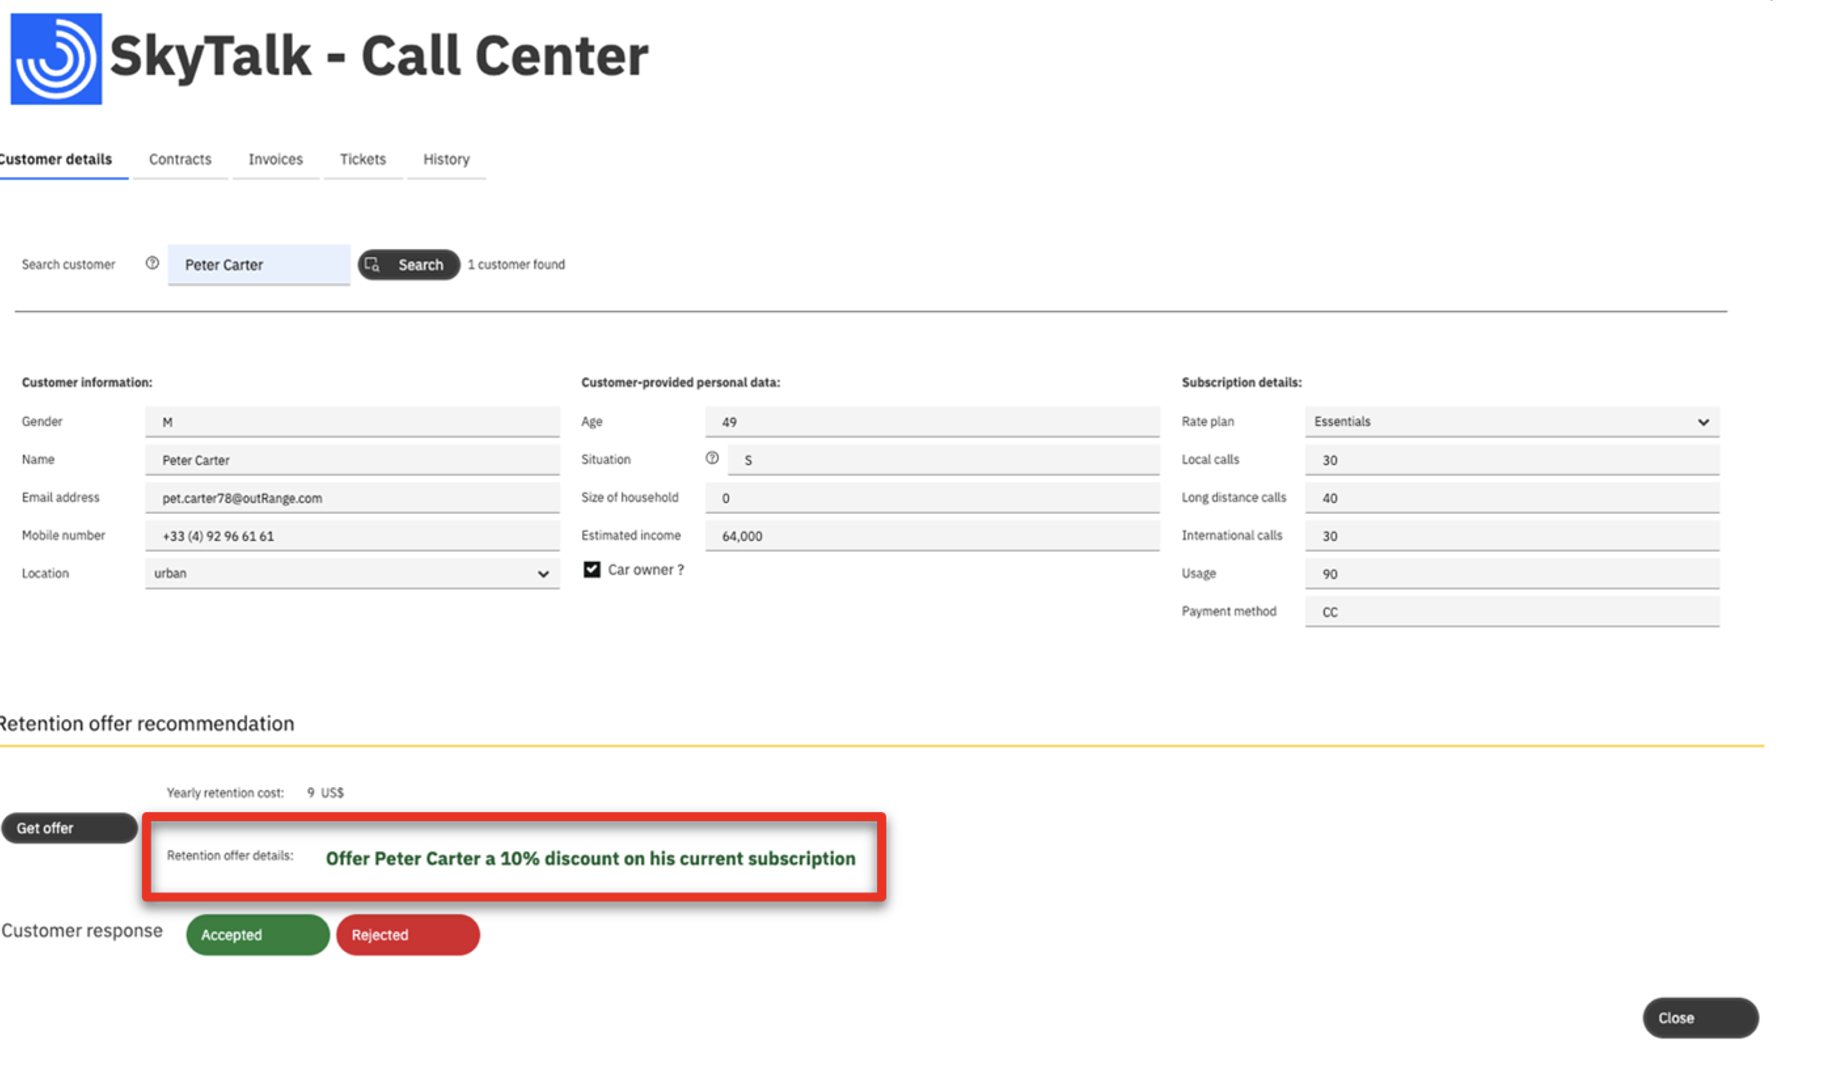 SkyTalk - Call Center
Customer details Contracts Invoices Tickets History
Search customer Peter Carter Search 1 customer found
Customer information:
Gender M
Name Peter Carter
Email address pet.carter78@outRange.com
Mobile number +33 (4) 92 96 61 61
Location urban
Customer-provided personal data:
Age 49
Situation S
Size of household 0
Estimated income 64,000
Car owner ?
Subscription details:
Rate plan Essentials
Local calls 30
Long distance calls 40
International calls 30
Usage 90
Payment method CC
Retention offer recommendation
Yearly retention cost: 9 US$
Get offer
Retention offer details: Offer Peter Carter a 10% discount on his current subscription
Customer response Accepted Rejected
Close